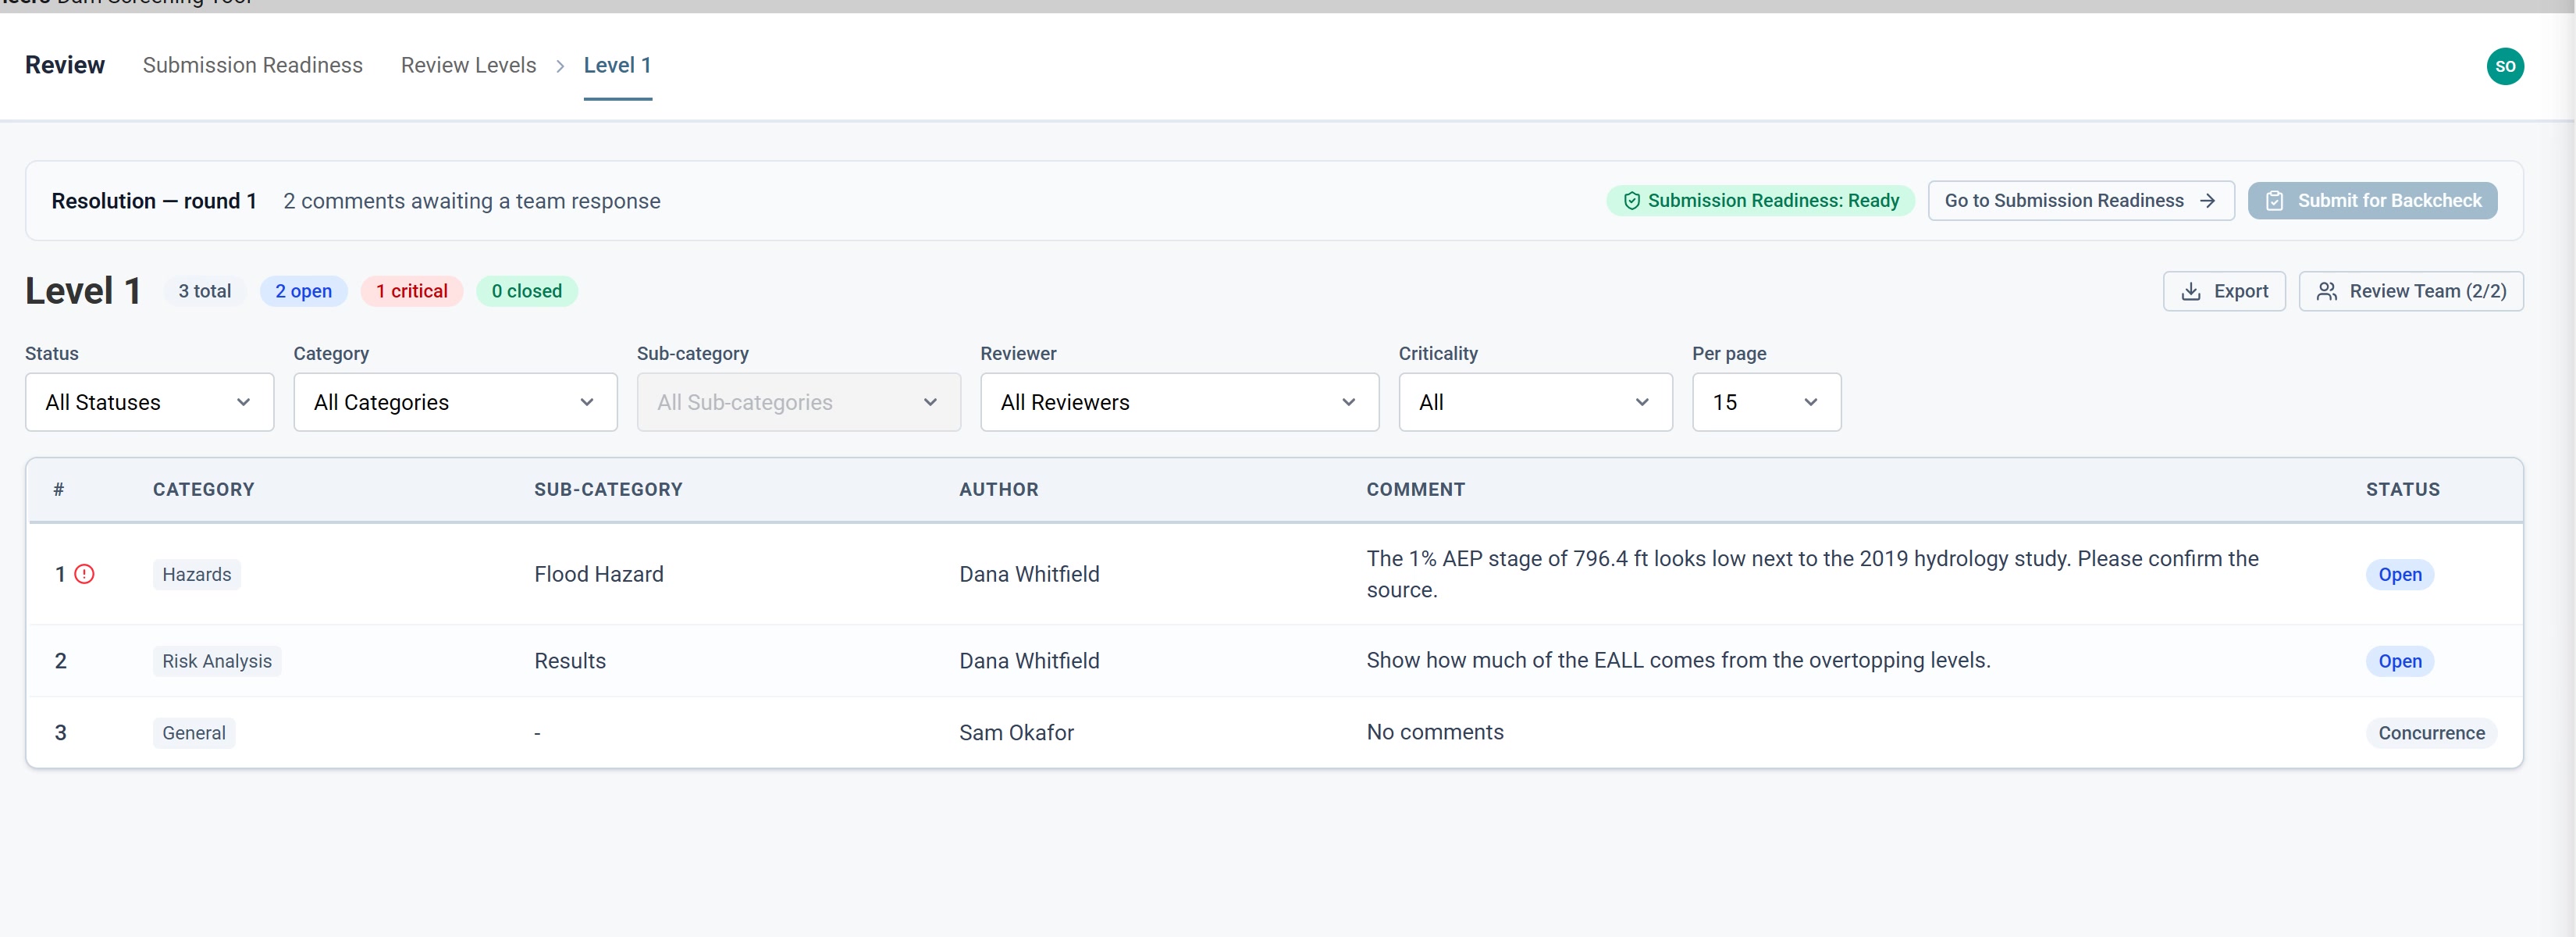 Dam Screening Tool
Review Submission Readiness Review Levels Level 1
SO
Resolution — round 1 2 comments awaiting a team response
Submission Readiness: Ready Go to Submission Readiness Submit for Backcheck
Level 1 3 total 2 open 1 critical 0 closed
Export Review Team (2/2)
Status Category Sub-category Reviewer Criticality Per page
All Statuses All Categories All Sub-categories All Reviewers All 15
# CATEGORY SUB-CATEGORY AUTHOR COMMENT STATUS
1 Hazards Flood Hazard Dana Whitfield The 1% AEP stage of 796.4 ft looks low next to the 2019 hydrology study. Please confirm the
source. Open
2 Risk Analysis Results Dana Whitfield Show how much of the EALL comes from the overtopping levels. Open
3 General - Sam Okafor No comments Concurrence